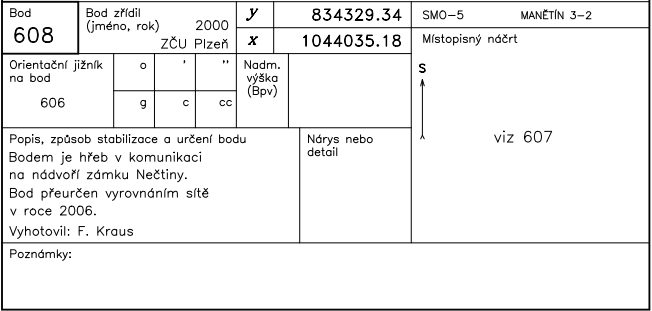 Bod
608
Bod zřídil
(jméno, rok) 2000
ZČU Plzeň
y 834329.34
x 1044035.18
SMO-5 MANĚTÍN 3-2
Místopisný náčrt
S
viz 607
Orientační jižník
na bod
606
o ' "
g c cc
Nadm.
výška
(Bpv)
Popis, způsob stabilizace a určení bodu
Bodem je hřeb v komunikaci
na nádvoří zámku Nečtiny.
Bod přeurčen vyrovnáním sítě
v roce 2006.
Vyhotovil: F. Kraus
Nárys nebo
detail
Poznámky: